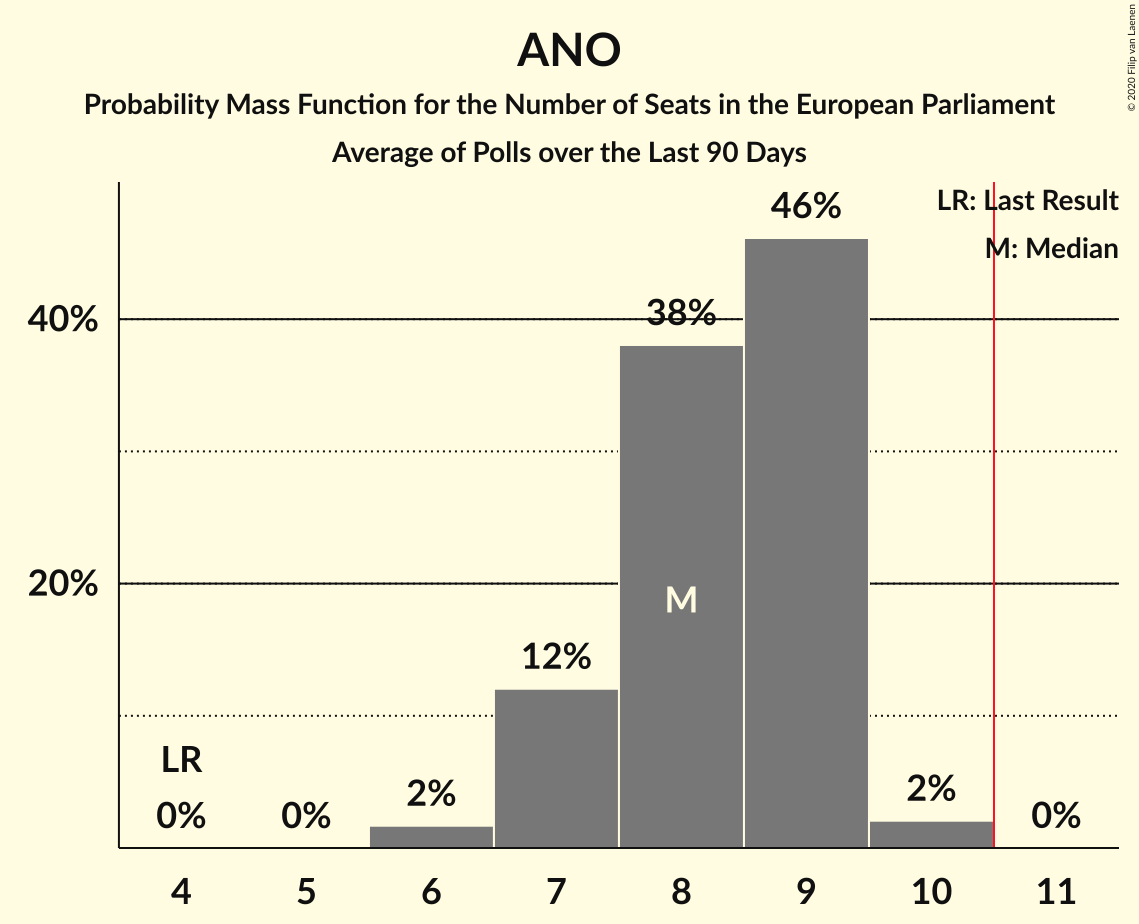 ANO
Probability Mass Function for the Number of Seats in the European Parliament
Average of Polls over the Last 90 Days
© 2020 Filip van Laenen
LR: Last Result
M: Median
46%
38%
40%
20%
M
12%
LR
0%
0%
2%
2%
0%
4 5 6 7 8 9 10 11